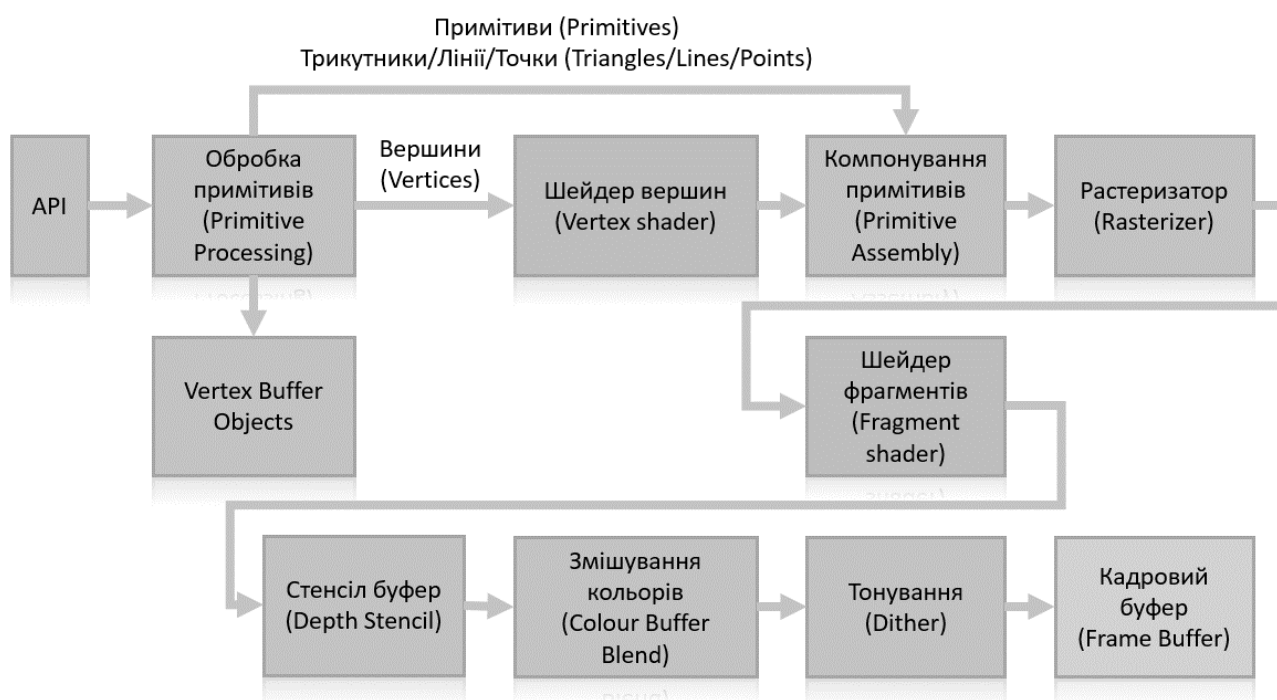 Примітиви (Primitives)
Трикутники/Лінії/Точки (Triangles/Lines/Points)
API
Обробка
примітивів
(Primitive
Processing)
Вершини
(Vertices)
Шейдер вершин
(Vertex shader)
Компонування
примітивів
(Primitive
Assembly)
Растеризатор
(Rasterizer)
Vertex Buffer
Objects
Шейдер
фрагментів
(Fragment
shader)
Стенсіл буфер
(Depth Stencil)
Змішування
кольорів
(Colour Buffer
Blend)
Тонування
(Dither)
Кадровий
буфер
(Frame Buffer)